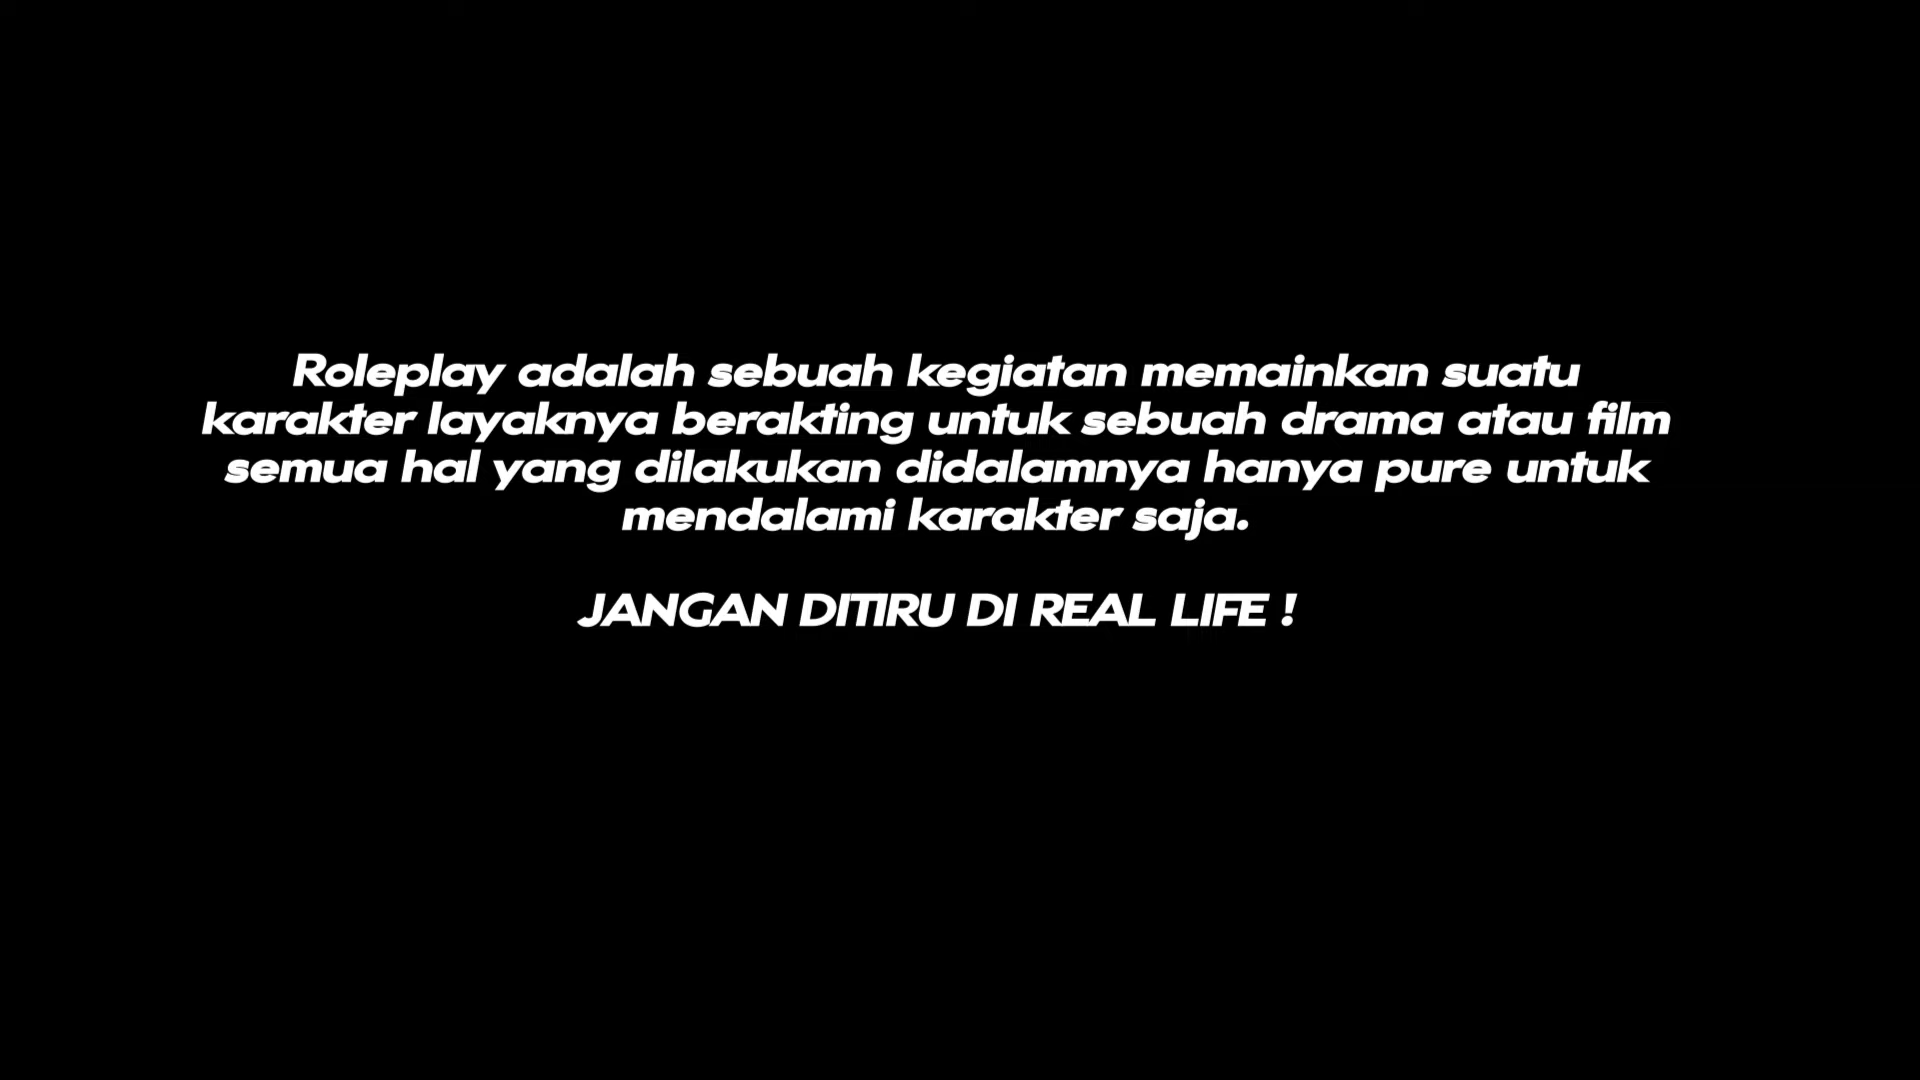 Roleplay adalah sebuah kegiatan memainkan suatu
karakter layaknya berakting untuk sebuah drama atau film
semua hal yang dilakukan didalamnya hanya pure untuk
mendalami karakter saja.
JANGAN DITIRU DI REAL LIFE !